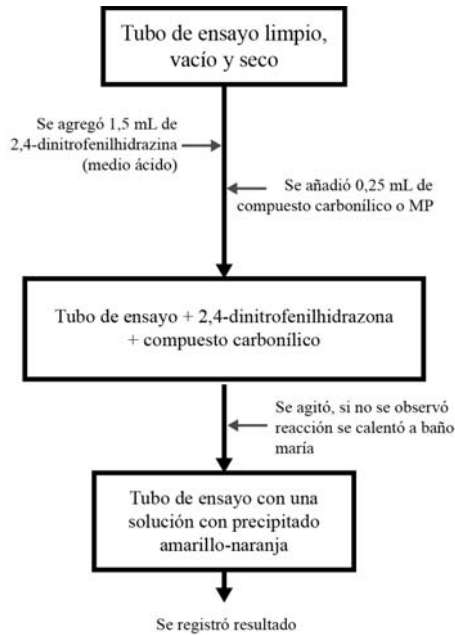 Tubo de ensayo limpio,
vacío y seco
Se agregó 1,5 mL de
2,4-dinitrofenilhidrazina
(medio ácido)
Se añadió 0,25 mL de
compuesto carbonílico o MP
Tubo de ensayo + 2,4-dinitrofenilhidrazona
+ compuesto carbonílico
Se agitó, si no se observó
reacción se calentó a baño
maría
Tubo de ensayo con una
solución con precipitado
amarillo-naranja
Se registró resultado